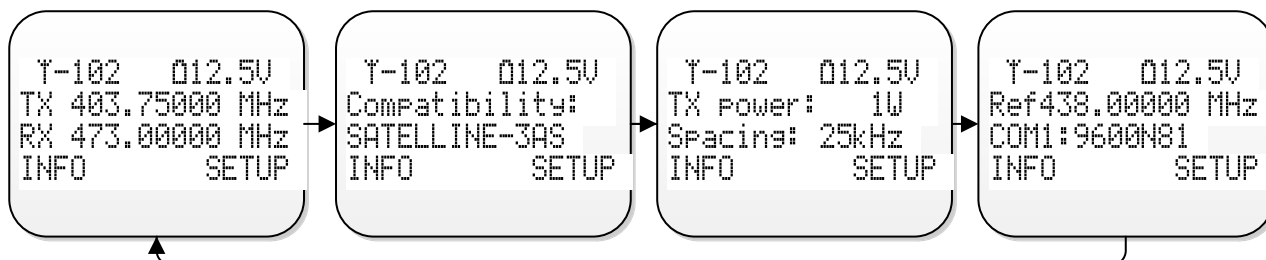 -102 12.5V
TX 403.75000 MHz
RX 473.00000 MHz
INFO SETUP
-102 12.5V
Compatibility:
SATELLINE-3AS
INFO SETUP
-102 12.5V
TX power: 1W
Spacing: 25kHz
INFO SETUP
-102 12.5V
Ref438.00000 MHz
COM1:9600N81
INFO SETUP